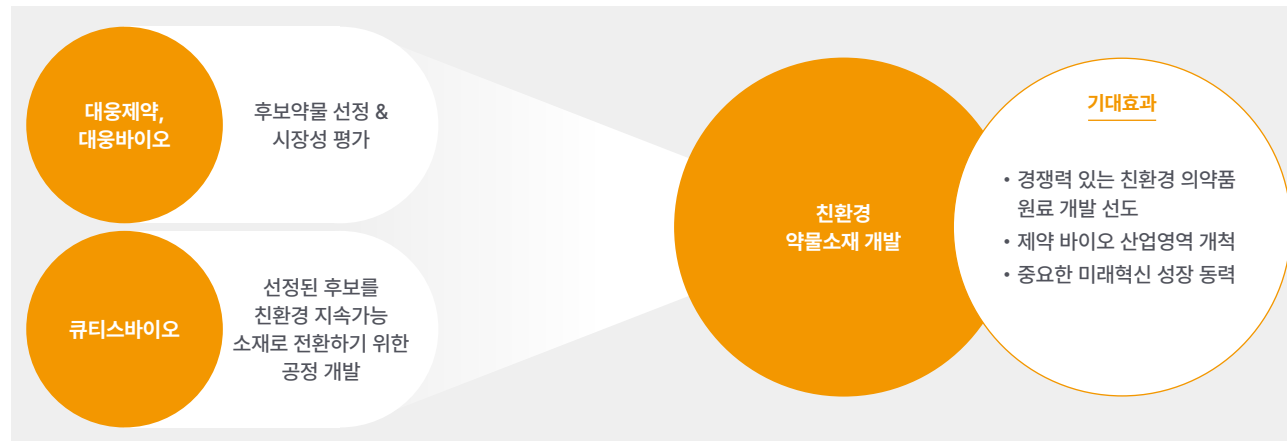 대웅제약,
대웅바이오
후보약물 선정 &
시장성 평가
큐티스바이오
선정된 후보를
친환경 지속가능
소재로 전환하기 위한
공정 개발
친환경
약물소재 개발
기대효과
• 경쟁력 있는 친환경 의약품
원료 개발 선도
• 제약 바이오 산업영역 개척
• 중요한 미래혁신 성장 동력